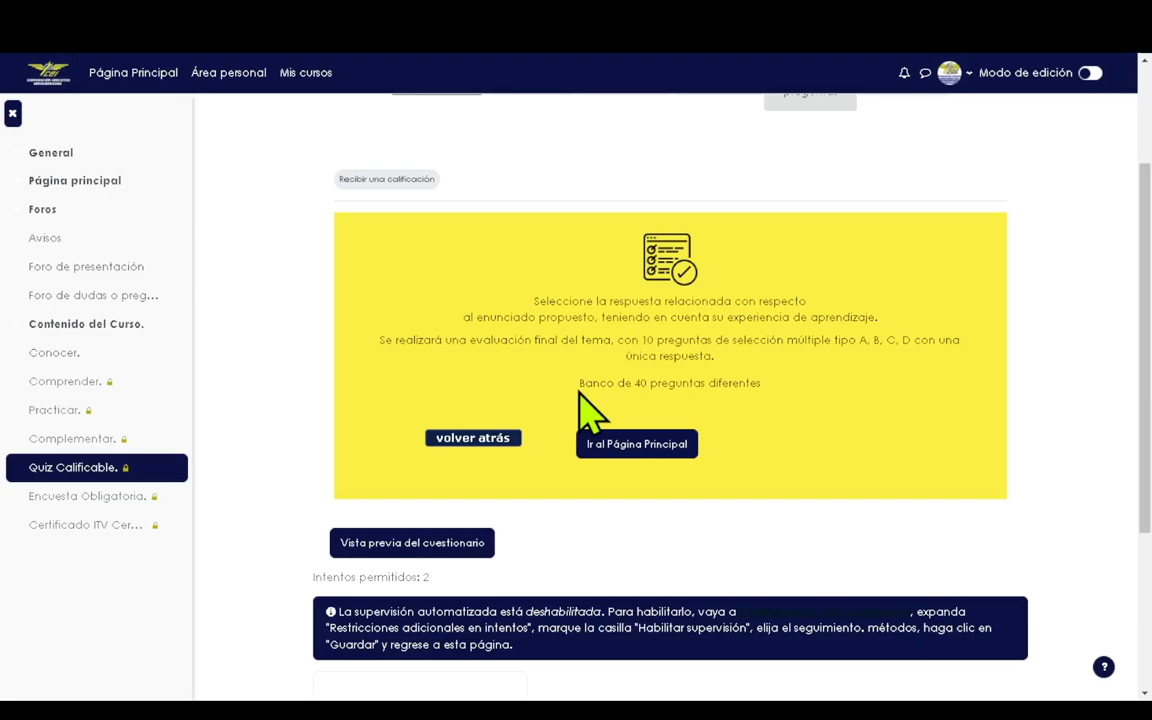 Página Principal Área personal Mis cursos Modo de edición
General
Página principal
Foros
Avisos
Foro de presentación
Foro de dudas o preg...
Contenido del Curso.
Conocer.
Comprender.
Practicar.
Complementar.
Quiz Calificable.
Encuesta Obligatoria.
Certificado ITV Cer...
Recibir una calificación
Seleccione la respuesta relacionada con respecto
al enunciado propuesto, teniendo en cuenta su experiencia de aprendizaje.
Se realizará una evaluación final del tema, con 10 preguntas de selección múltiple tipo A, B, C, D con una
única respuesta.
Banco de 40 preguntas diferentes
volver atrás
Ir al Página Principal
Vista previa del cuestionario
Intentos permitidos: 2
La supervisión automatizada está deshabilitada. Para habilitarlo, vaya a , expanda
"Restricciones adicionales en intentos", marque la casilla "Habilitar supervisión", elija el seguimiento. métodos, haga clic en
"Guardar" y regrese a esta página.
?